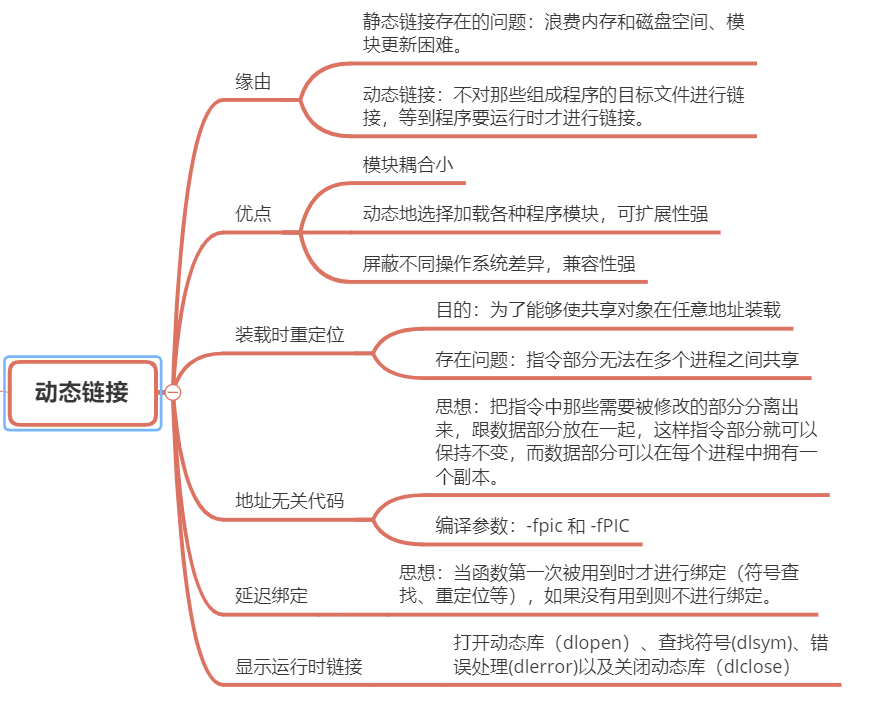 静态链接存在的问题：浪费内存和磁盘空间、模
块更新困难。
缘由
动态链接：不对那些组成程序的目标文件进行链
接，等到程序要运行时才进行链接。
模块耦合小
优点
动态地选择加载各种程序模块，可扩展性强
屏蔽不同操作系统差异，兼容性强
目的：为了能够使共享对象在任意地址装载
装载时重定位
存在问题：指令部分无法在多个进程之间共享
动态链接
思想：把指令中那些需要被修改的部分分离出
来，跟数据部分放在一起，这样指令部分就可以
保持不变，而数据部分可以在每个进程中拥有一
个副本。
地址无关代码
编译参数：-fpic 和 -fPIC
思想：当函数第一次被用到时才进行绑定（符号查
找、重定位等），如果没有用到则不进行绑定。
延迟绑定
打开动态库（dlopen）、查找符号(dlsym)、错
误处理(dlerror)以及关闭动态库（dlclose）
显示运行时链接